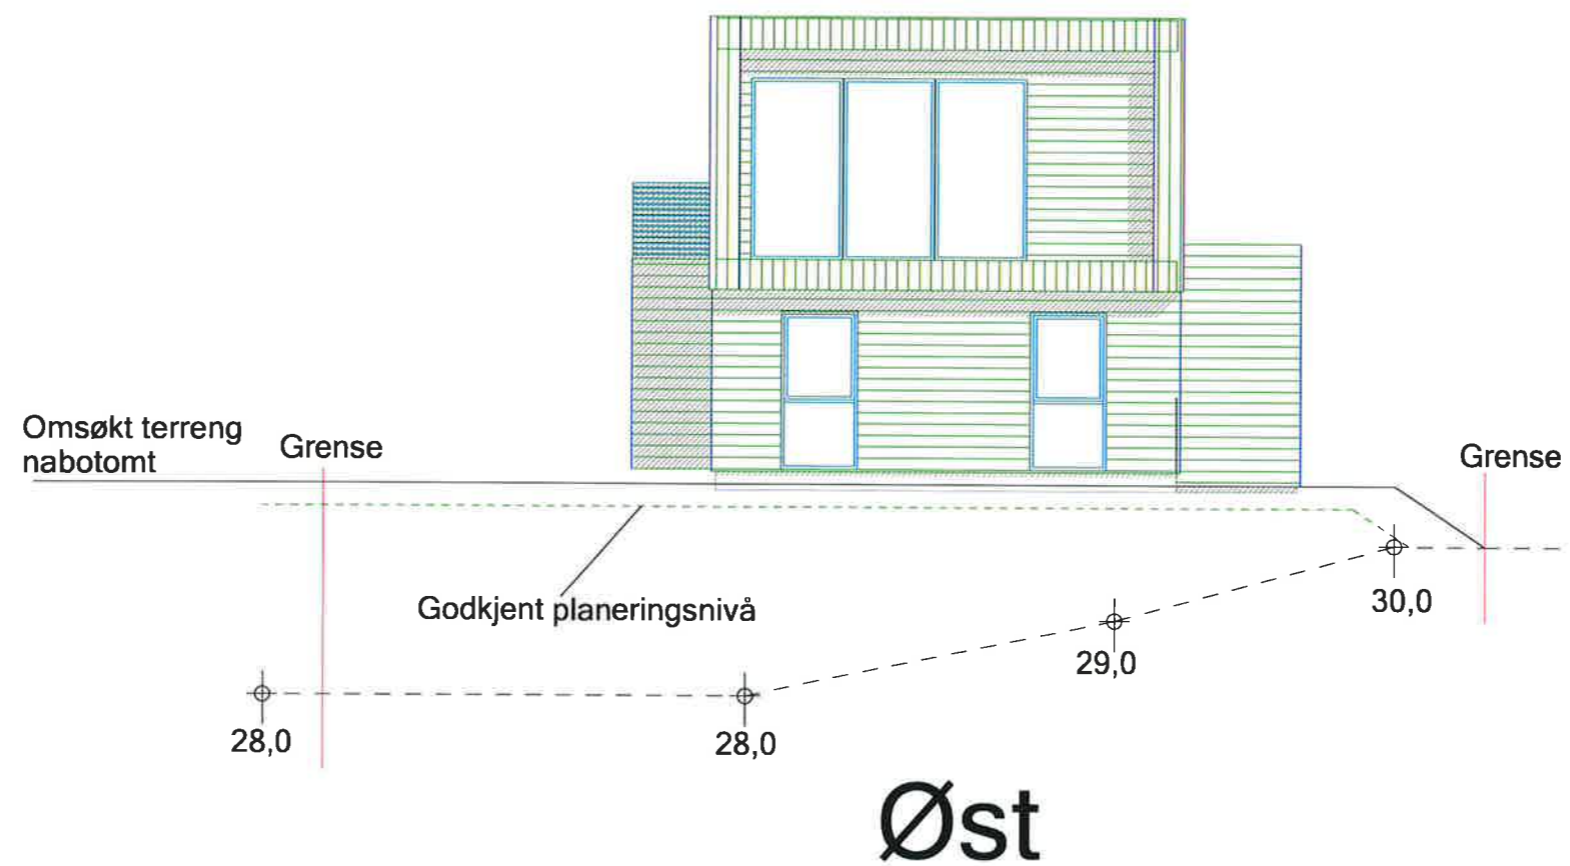 Omsøkt terreng
nabotomt
Grense
Grense
Godkjent planeringsnivå
30,0
29,0
28,0
28,0
Øst